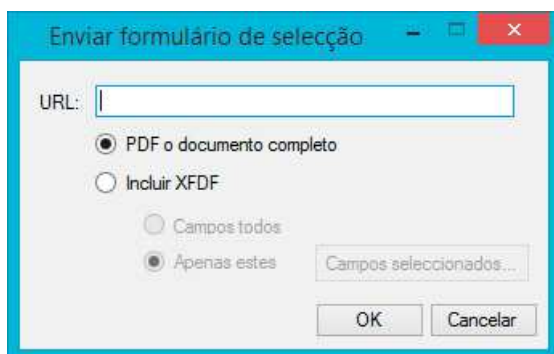 Enviar formulário de selecção
URL:
PDF o documento completo
Incluir XFDF
Campos todos
Apenas estes Campos seleccionados...
OK Cancelar